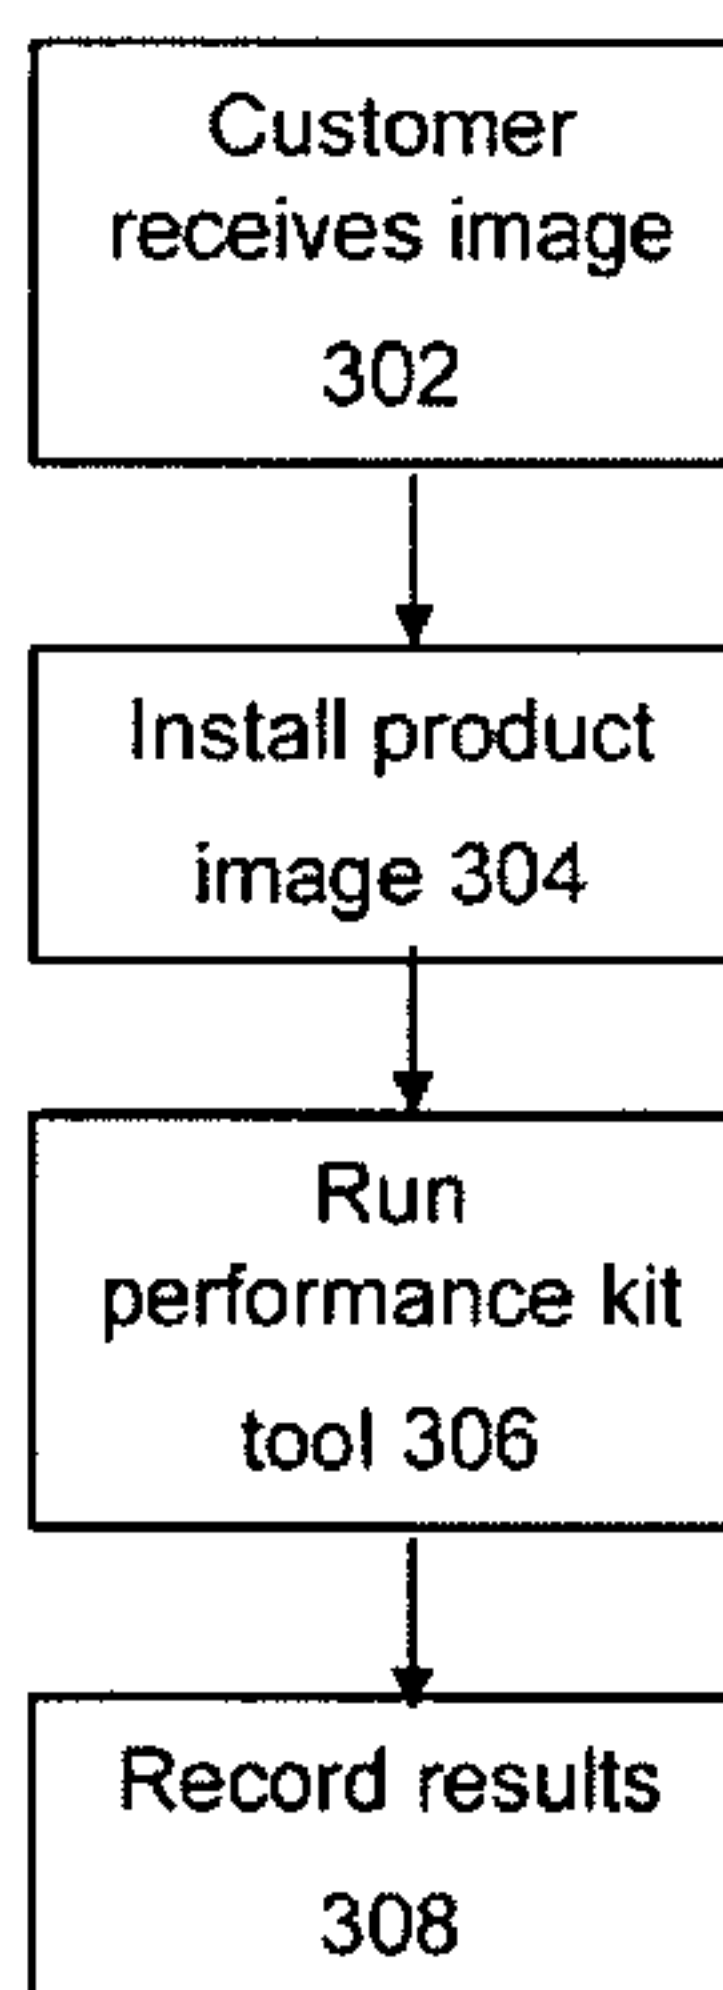 Customer
receives image
302
Install product
image 304
Run
performance kit
tool 306
Record results
308